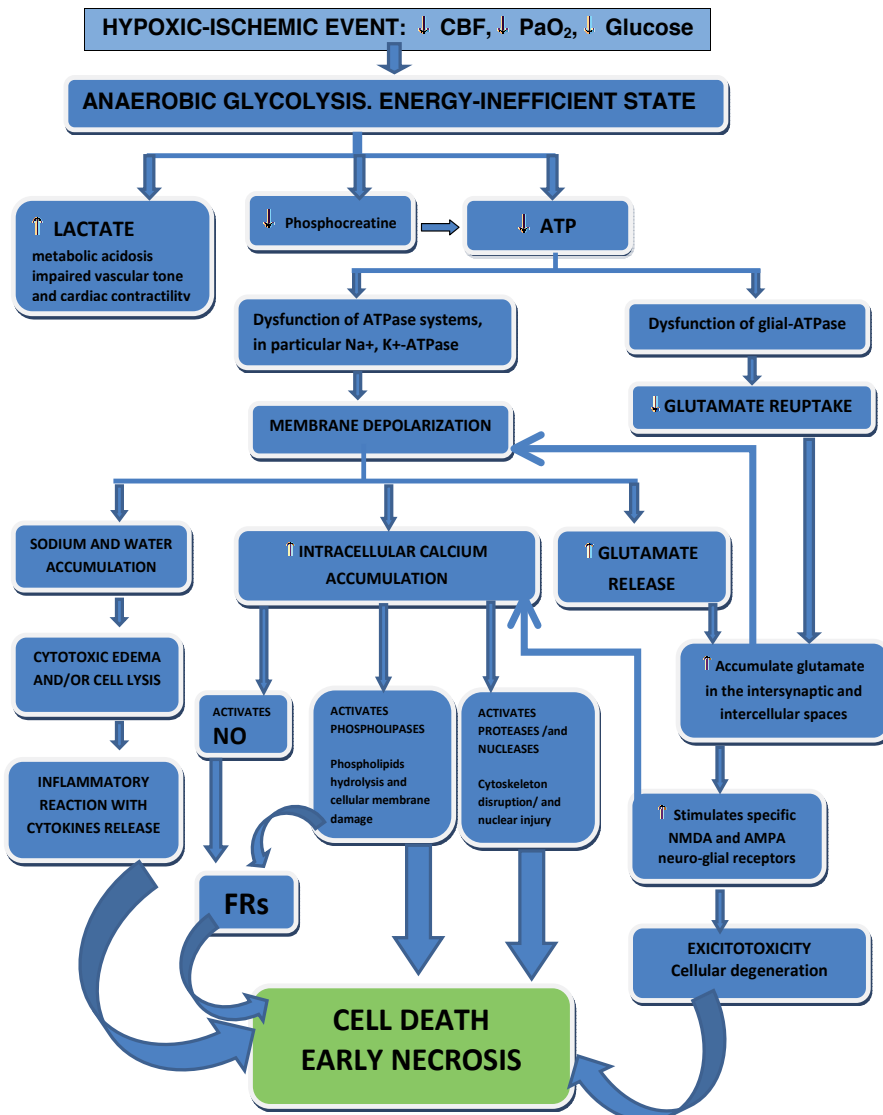 HYPOXIC-ISCHEMIC EVENT: ↓ CBF, ↓ PaO₂, ↓ Glucose
ANAEROBIC GLYCOLYSIS. ENERGY-INEFFICIENT STATE
↑ LACTATE
metabolic acidosis
impaired vascular tone
and cardiac contractility
↓ Phosphocreatine
↓ ATP
Dysfunction of ATPase systems,
in particular Na+, K+-ATPase
Dysfunction of glial-ATPase
↓ GLUTAMATE REUPTAKE
MEMBRANE DEPOLARIZATION
SODIUM AND WATER
ACCUMULATION
↑ INTRACELLULAR CALCIUM
ACCUMULATION
↑ GLUTAMATE
RELEASE
CYTOTOXIC EDEMA
AND/OR CELL LYSIS
↑ Accumulate glutamate
in the intersynaptic and
intercellular spaces
ACTIVATES
NO
ACTIVATES
PHOSPHOLIPASES
Phospholipids
hydrolysis and
cellular membrane
damage
ACTIVATES
PROTEASES /and
NUCLEASES
Cytoskeleton
disruption/ and
nuclear injury
INFLAMMATORY
REACTION WITH
CYTOKINES RELEASE
↑ Stimulates specific
NMDA and AMPA
neuro-glial receptors
FRs
EXICITOTOXICITY
Cellular degeneration
CELL DEATH
EARLY NECROSIS